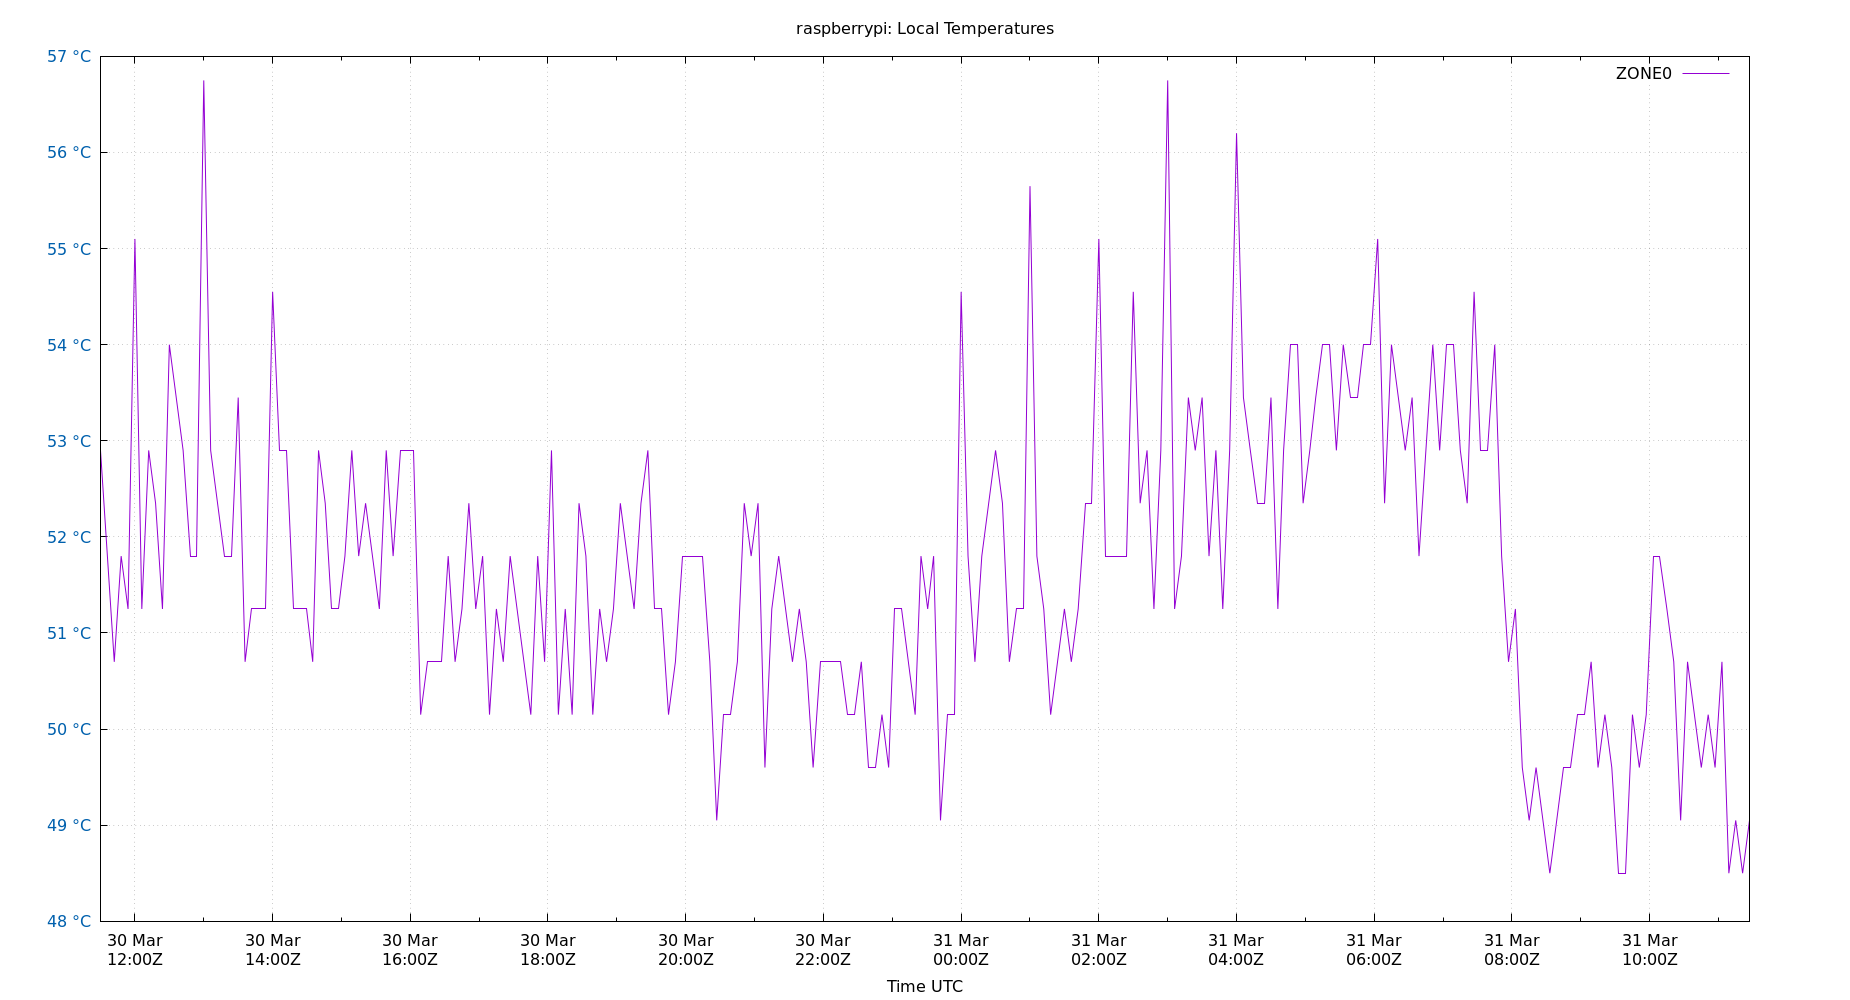 raspberrypi: Local Temperatures
57 °C
ZONE0
56 °C
55 °C
54 °C
53 °C
52 °C
51 °C
50 °C
49 °C
48 °C
30 Mar 30 Mar 30 Mar 30 Mar 30 Mar 30 Mar 31 Mar 31 Mar 31 Mar 31 Mar 31 Mar 31 Mar
12:00Z 14:00Z 16:00Z 18:00Z 20:00Z 22:00Z 00:00Z 02:00Z 04:00Z 06:00Z 08:00Z 10:00Z
Time UTC